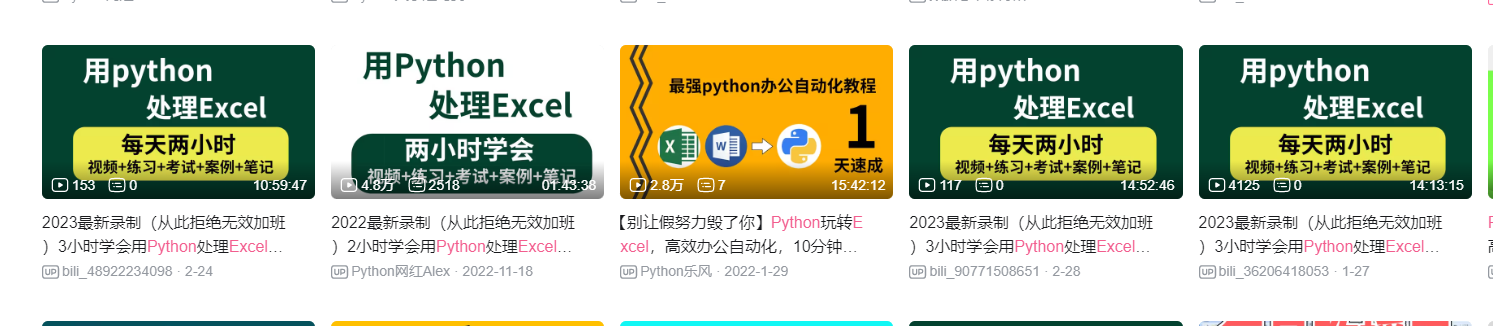 用python
处理Excel
每天两小时
视频+练习+考试+案例+笔记
153 0 10:59:47
2023最新录制（从此拒绝无效加班
）3小时学会用Python处理Excel…
UP bili_48922234098 · 2-24
用Python
处理Excel
两小时学会
视频+练习+考试+案例+笔记
4.8万 2518 01:43:38
2022最新录制（从此拒绝无效加班
）2小时学会用Python处理Excel…
UP Python网红Alex · 2022-11-18
最强python办公自动化教程
1
天速成
X W
2.8万 7 15:42:12
【别让假努力毁了你】Python玩转E
xcel，高效办公自动化，10分钟…
UP Python乐风 · 2022-1-29
用python
处理Excel
每天两小时
视频+练习+考试+案例+笔记
117 0 14:52:46
2023最新录制（从此拒绝无效加班
）3小时学会用Python处理Excel…
UP bili_90771508651 · 2-28
用python
处理Excel
每天两小时
视频+练习+考试+案例+笔记
4125 0 14:13:15
2023最新录制（从此拒绝无效加班
）3小时学会用Python处理Excel…
UP bili_36206418053 · 1-27